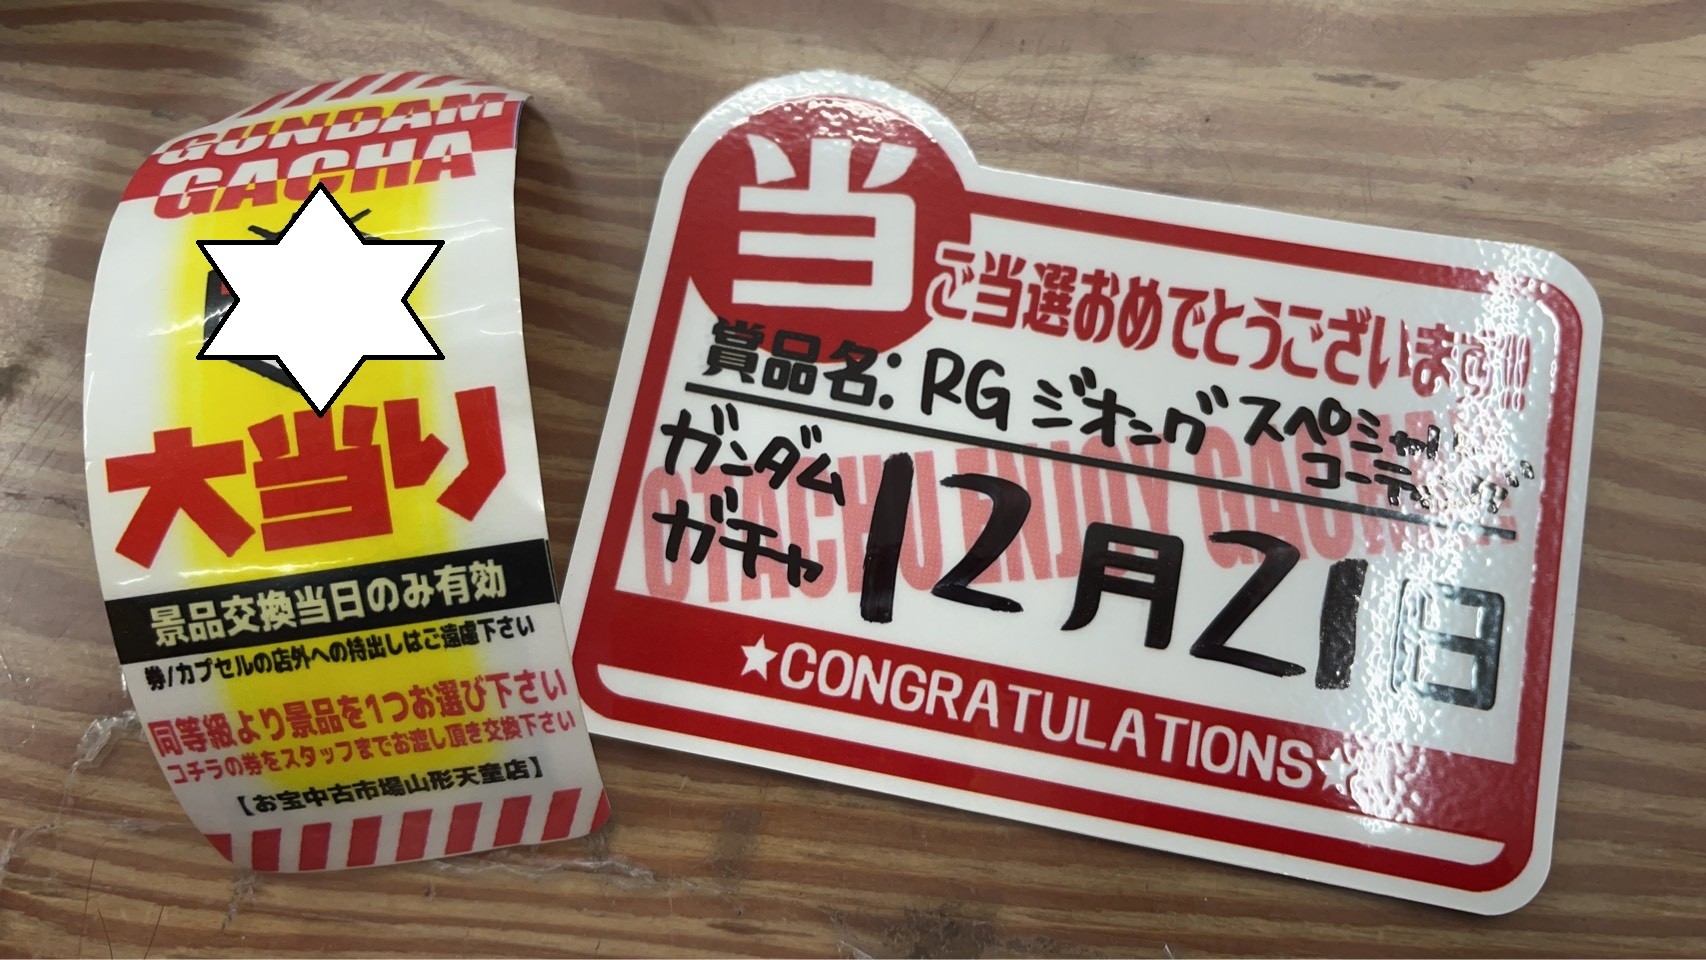 GUNDAM
GACHA
大当り
景品交換当日のみ有効
券/カプセルの店外への持出しはご遠慮下さい
同等級より景品を1つお選び下さい
コチラの券をスタッフまでお渡し頂き交換下さい
【お宝中古市場山形天童店】
当
ご当選おめでとうございます!!
賞品名: RG ジオング スペシャル
コーティング
ガンダム
ガチャ
12月21日
OTACHU ENJOY GACHA
★CONGRATULATIONS★